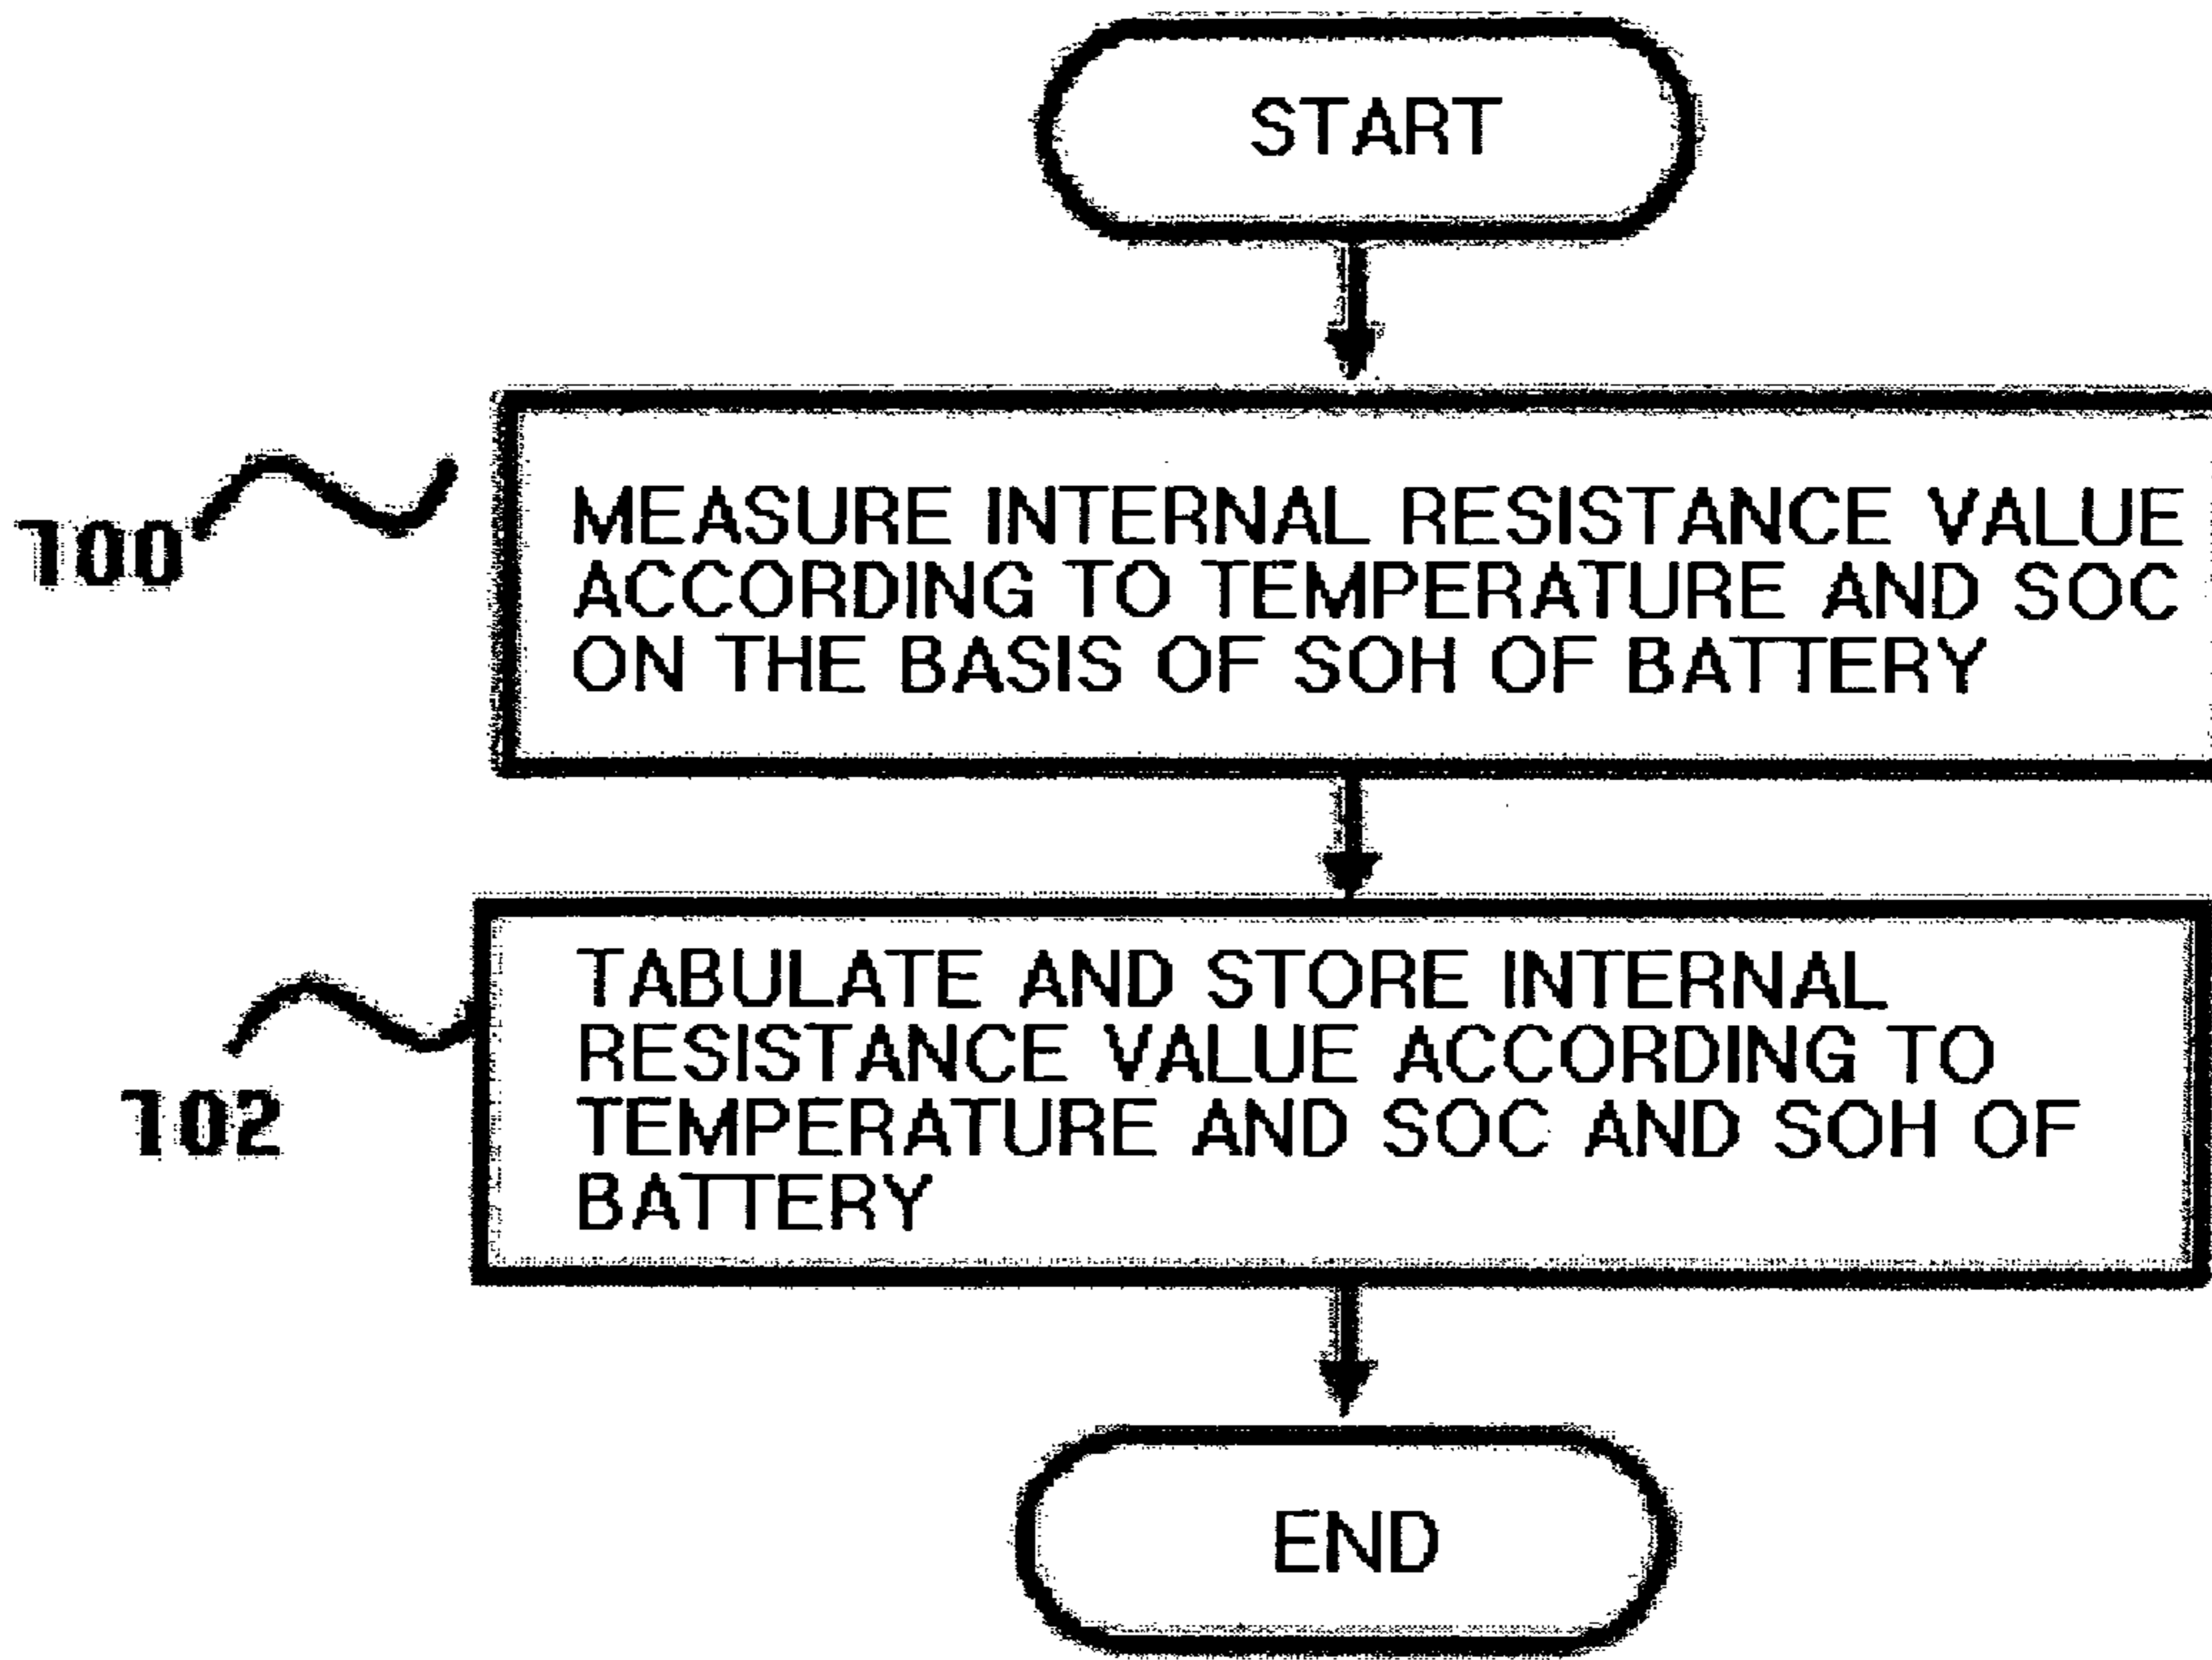 START
100
MEASURE INTERNAL RESISTANCE VALUE
ACCORDING TO TEMPERATURE AND SOC
ON THE BASIS OF SOH OF BATTERY
102
TABULATE AND STORE INTERNAL
RESISTANCE VALUE ACCORDING TO
TEMPERATURE AND SOC AND SOH OF
BATTERY
END